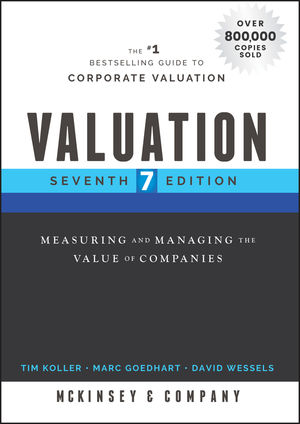 OVER
800,000
COPIES
SOLD
THE #1
BESTSELLING GUIDE TO
CORPORATE VALUATION
VALUATION
SEVENTH 7 EDITION
MEASURING AND MANAGING THE
VALUE OF COMPANIES
TIM KOLLER • MARC GOEDHART • DAVID WESSELS
MCKINSEY & COMPANY